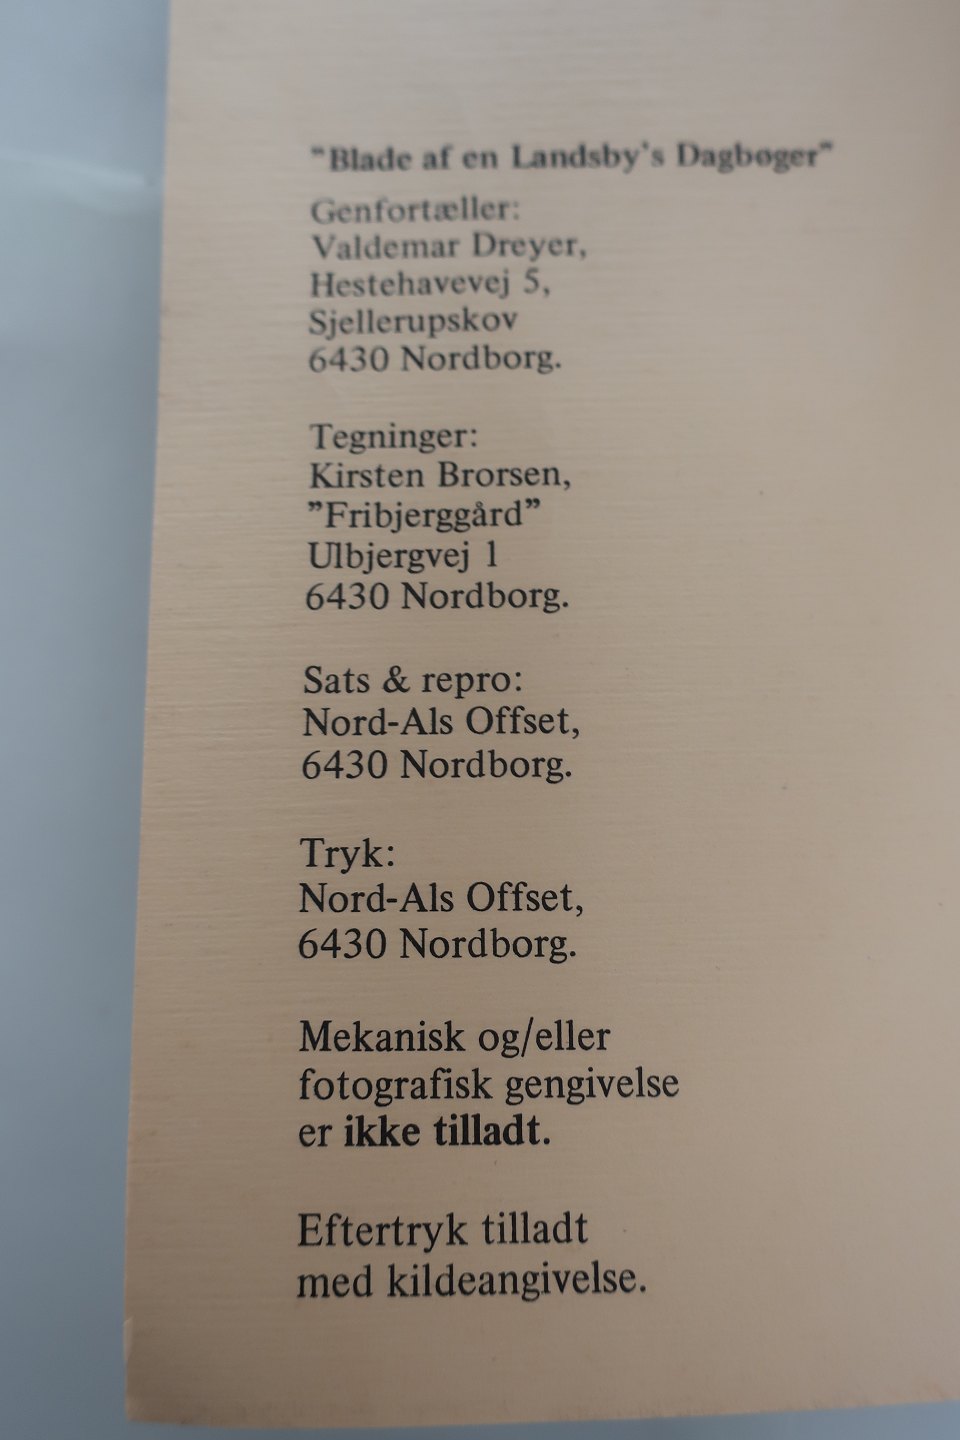 "Blade af en Landsby's Dagbøger"
Genfortæller:
Valdemar Dreyer,
Hestehavevej 5,
Sjellerupskov
6430 Nordborg.
Tegninger:
Kirsten Brorsen,
"Fribjerggård"
Ulbjergvej 1
6430 Nordborg.
Sats & repro:
Nord-Als Offset,
6430 Nordborg.
Tryk:
Nord-Als Offset,
6430 Nordborg.
Mekanisk og/eller
fotografisk gengivelse
er ikke tilladt.
Eftertryk tilladt
med kildeangivelse.